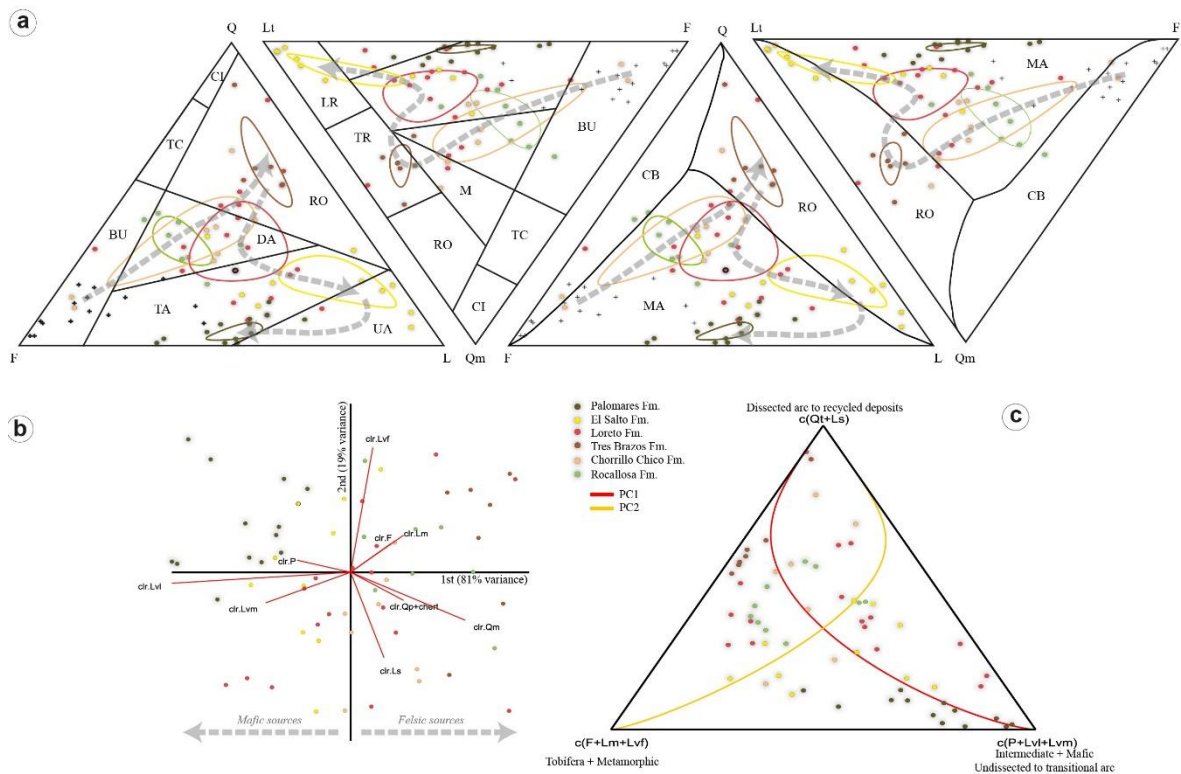 a
Q
CI
TC
BU
TA
DA
RO
UA
F
L
Lt
F
LR
TR
M
RO
BU
TC
CI
Qm
Q
CB
RO
MA
F
L
Lt
F
MA
RO
CB
Qm
b
2nd (19% variance)
clr.Lvf
clr.F
clr.Lm
clr.P
1st (81% variance)
clr.Lvl
clr.Lvm
clr.Qp+chert
clr.Qm
clr.Ls
Mafic sources
Felsic sources
Palomares Fm.
El Salto Fm.
Loreto Fm.
Tres Brazos Fm.
Chorrillo Chico Fm.
Rocallosa Fm.
PC1
PC2
c
Dissected arc to recycled deposits
c(Qt+Ls)
c(F+Lm+Lvf)
Tobifera + Metamorphic
c(P+Lvl+Lvm)
Intermediate + Mafic
Undissected to transitional arc